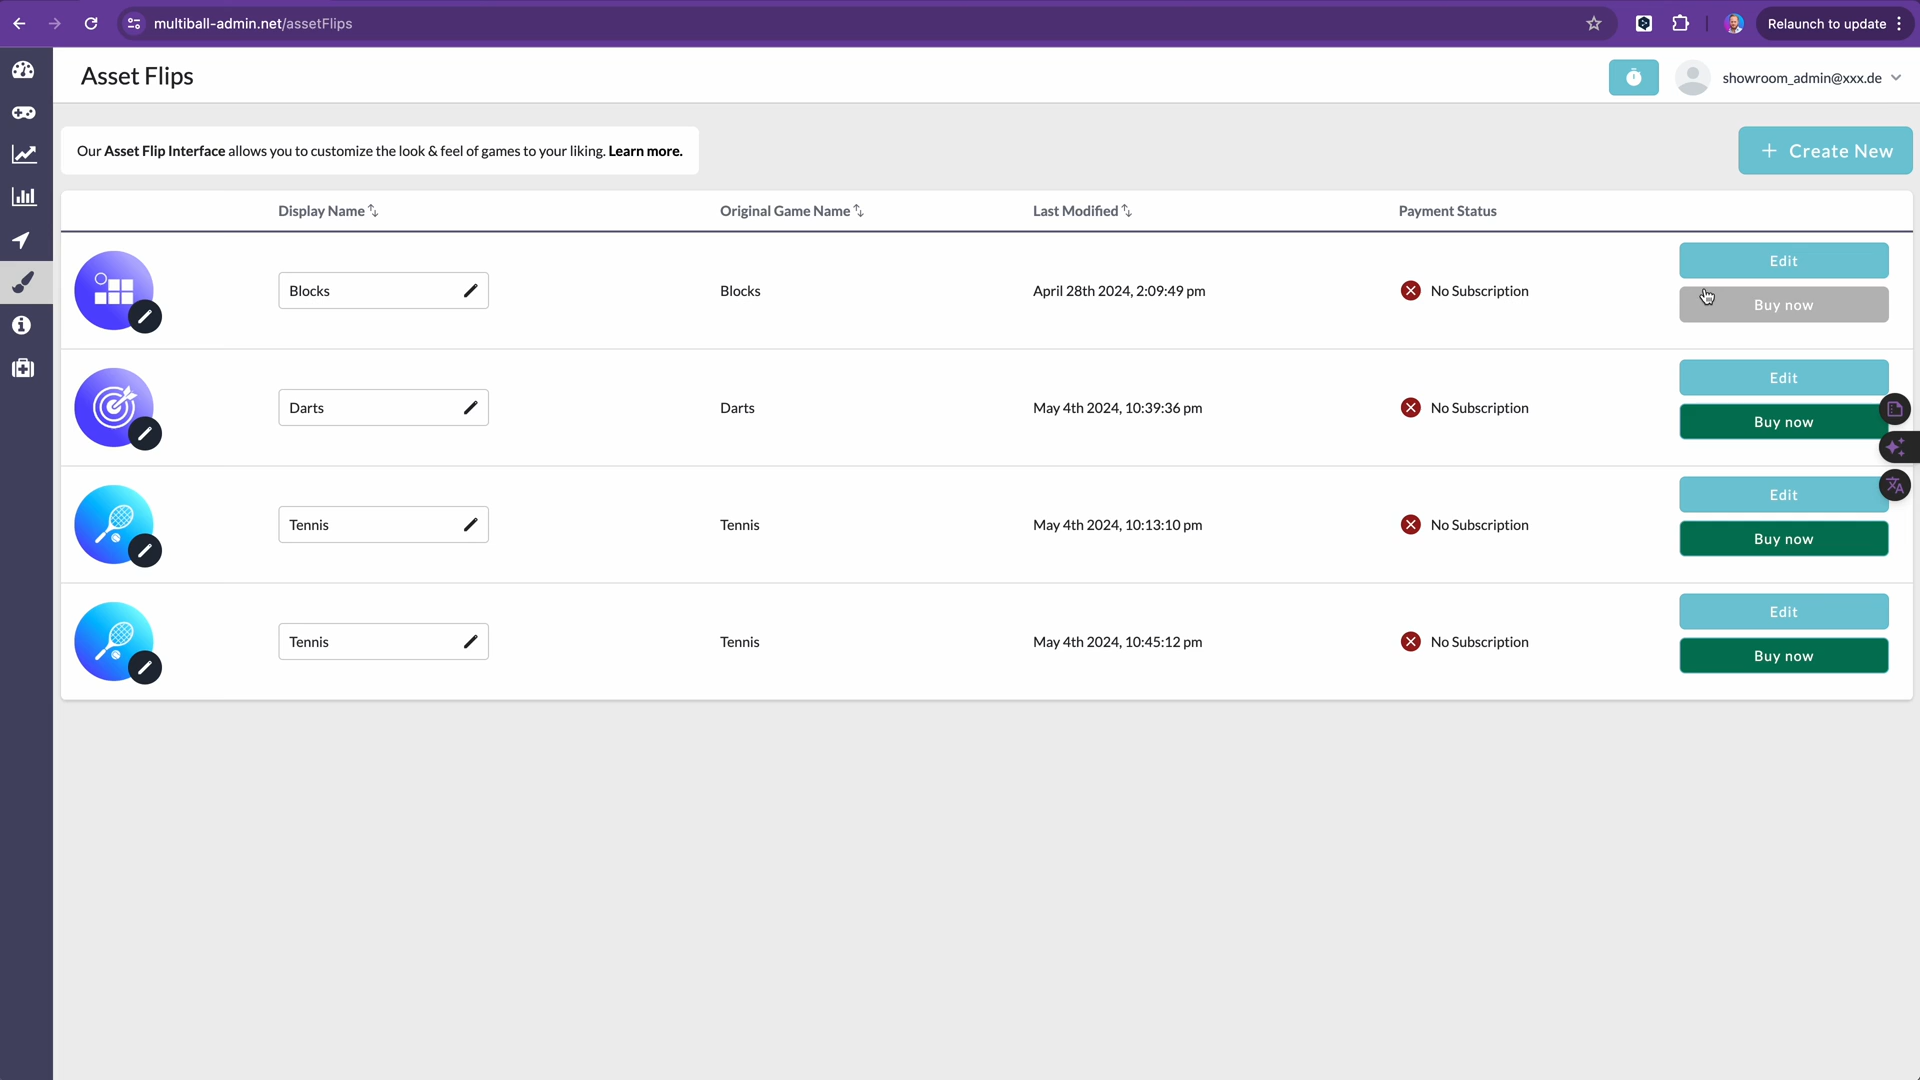 multiball-admin.net/assetFlips
Relaunch to update
Asset Flips
showroom_admin@xxx.de
Our Asset Flip Interface allows you to customize the look & feel of games to your liking. Learn more.
+ Create New
Display Name
Original Game Name
Last Modified
Payment Status
Blocks
Blocks
April 28th 2024, 2:09:49 pm
No Subscription
Edit
Buy now
Darts
Darts
May 4th 2024, 10:39:36 pm
No Subscription
Edit
Buy now
Tennis
Tennis
May 4th 2024, 10:13:10 pm
No Subscription
Edit
Buy now
Tennis
Tennis
May 4th 2024, 10:45:12 pm
No Subscription
Edit
Buy now